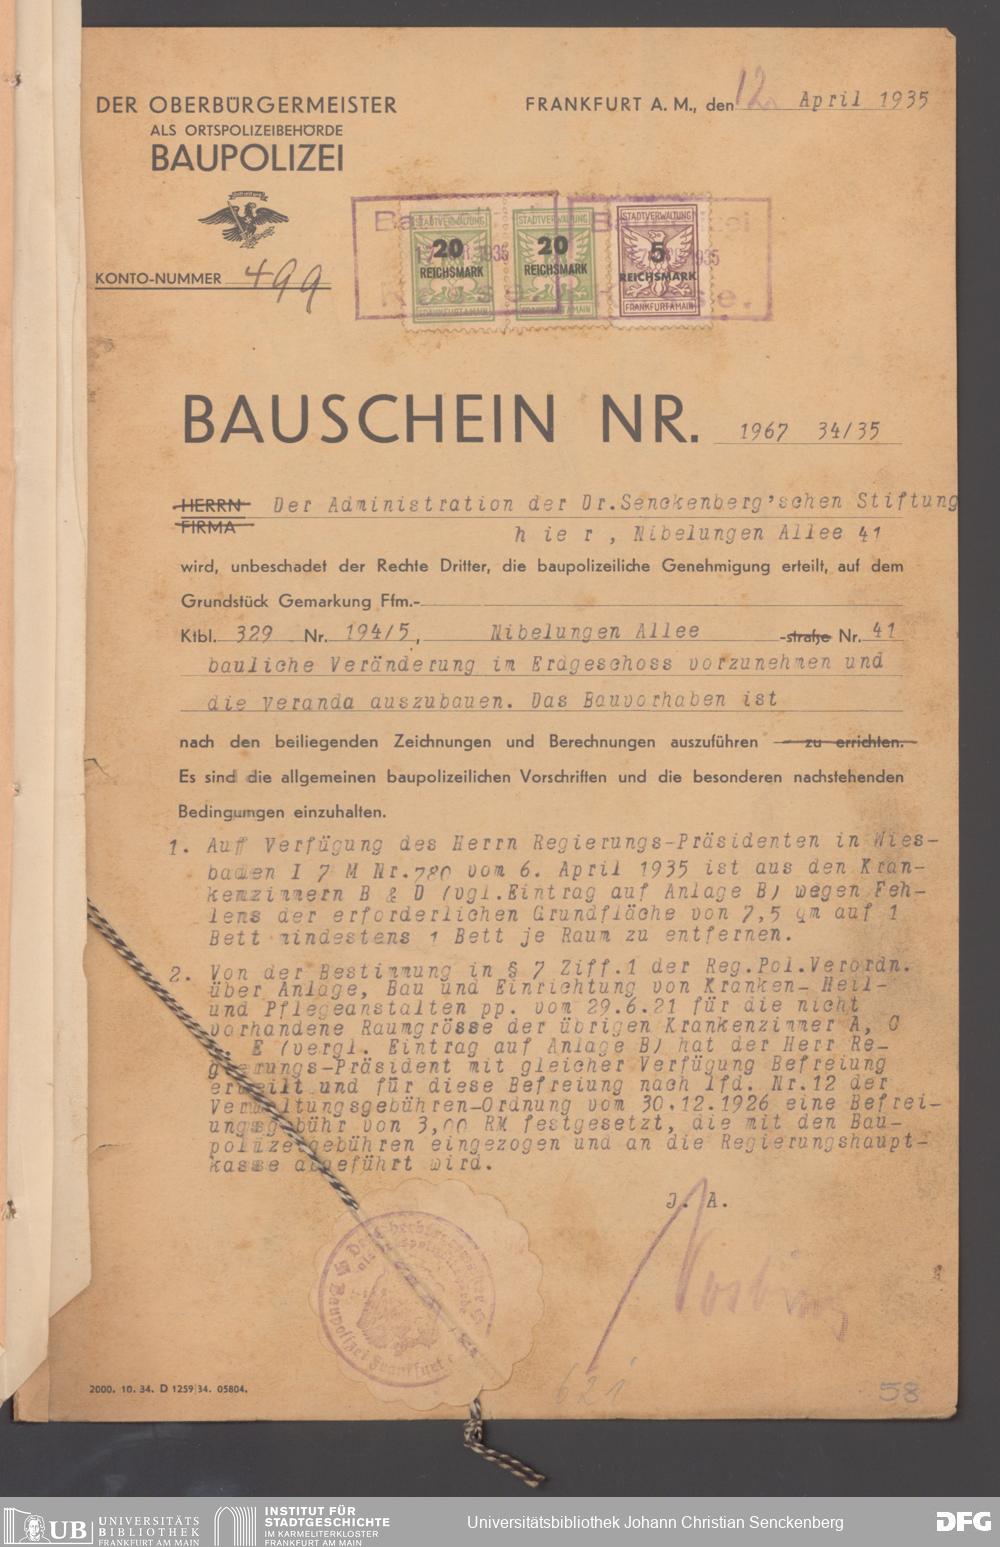 DER OBERBÜRGERMEISTER
ALS ORTSPOLIZEIBEHÖRDE
BAUPOLIZEI
FRANKFURT A. M., den 12. April 1935
KONTO-NUMMER 499
STADTVERWALTUNG
20
REICHSMARK
FRANKFURT A MAIN
STADTVERWALTUNG
20
REICHSMARK
FRANKFURT A MAIN
STADTVERWALTUNG
5
REICHSMARK
FRANKFURT A MAIN
BAUSCHEIN NR. 1967 34/35
HERRN Der Administration der Dr.Senckenberg'schen Stiftung
FIRMA h ie r , Nibelungen Allee 41
wird, unbeschadet der Rechte Dritter, die baupolizeiliche Genehmigung erteilt, auf dem
Grundstück Gemarkung Ffm.-
Ktbl. 329 Nr. 194/5, Nibelungen Allee -straße Nr. 41
bauliche Veränderung im Erdgeschoss vorzunehmen und
die Veranda auszubauen. Das Bauvorhaben ist
nach den beiliegenden Zeichnungen und Berechnungen auszuführen — zu errichten.
Es sind die allgemeinen baupolizeilichen Vorschriften und die besonderen nachstehenden
Bedingungen einzuhalten.
1. Auf Verfügung des Herrn Regierungs-Präsidenten in Wies-
baden I 7 M Nr.780 vom 6. April 1935 ist aus den Kran-
kenzimmern B & D (vgl.Eintrag auf Anlage B) wegen Feh-
lens der erforderlichen Grundfläche von 7,5 qm auf 1
Bett mindestens 1 Bett je Raum zu entfernen.
2. Von der Bestimmung in § 7 Ziff.1 der Reg.Pol.Verordn.
über Anlage, Bau und Einrichtung von Kranken- Heil-
und Pflegeanstalten pp. vom 29.6.21 für die nicht
vorhandene Raumgrösse der übrigen Krankenzimmer A, C
E (vergl. Eintrag auf Anlage B) hat der Herr Re-
gierungs-Präsident mit gleicher Verfügung Befreiung
erteilt und für diese Befreiung nach lfd. Nr.12 der
Verwaltungsgebühren-Ordnung vom 30.12.1926 eine Befrei-
ungsgebühr von 3,00 RM festgesetzt, die mit den Bau-
polizeigebühren eingezogen und an die Regierungshaupt-
kasse abgeführt wird.
J. A.
Baupolizei Frankfurt
2000. 10. 34. D 1259/34. 05804.
621
58
UB UNIVERSITÄTS
BIBLIOTHEK
FRANKFURT AM MAIN
INSTITUT FÜR
STADTGESCHICHTE
IM KARMELITERKLOSTER
FRANKFURT AM MAIN
Universitätsbibliothek Johann Christian Senckenberg
DFG